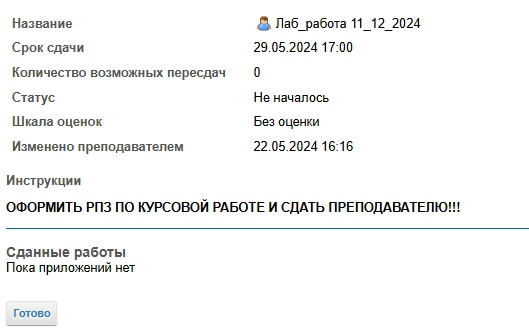 Название Лаб_работа 11_12_2024
Срок сдачи 29.05.2024 17:00
Количество возможных пересдач 0
Статус Не началось
Шкала оценок Без оценки
Изменено преподавателем 22.05.2024 16:16
Инструкции
ОФОРМИТЬ РПЗ ПО КУРСОВОЙ РАБОТЕ И СДАТЬ ПРЕПОДАВАТЕЛЮ!!!
Сданные работы
Пока приложений нет
Готово